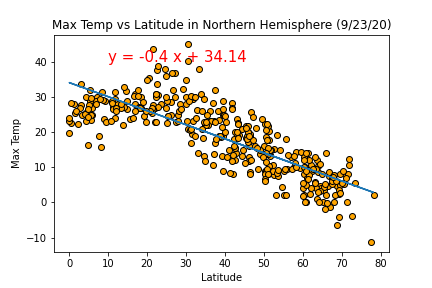 Max Temp vs Latitude in Northern Hemisphere (9/23/20)
y = -0.4 x + 34.14
40
30
20
10
0
−10
Max Temp
0 10 20 30 40 50 60 70 80
Latitude